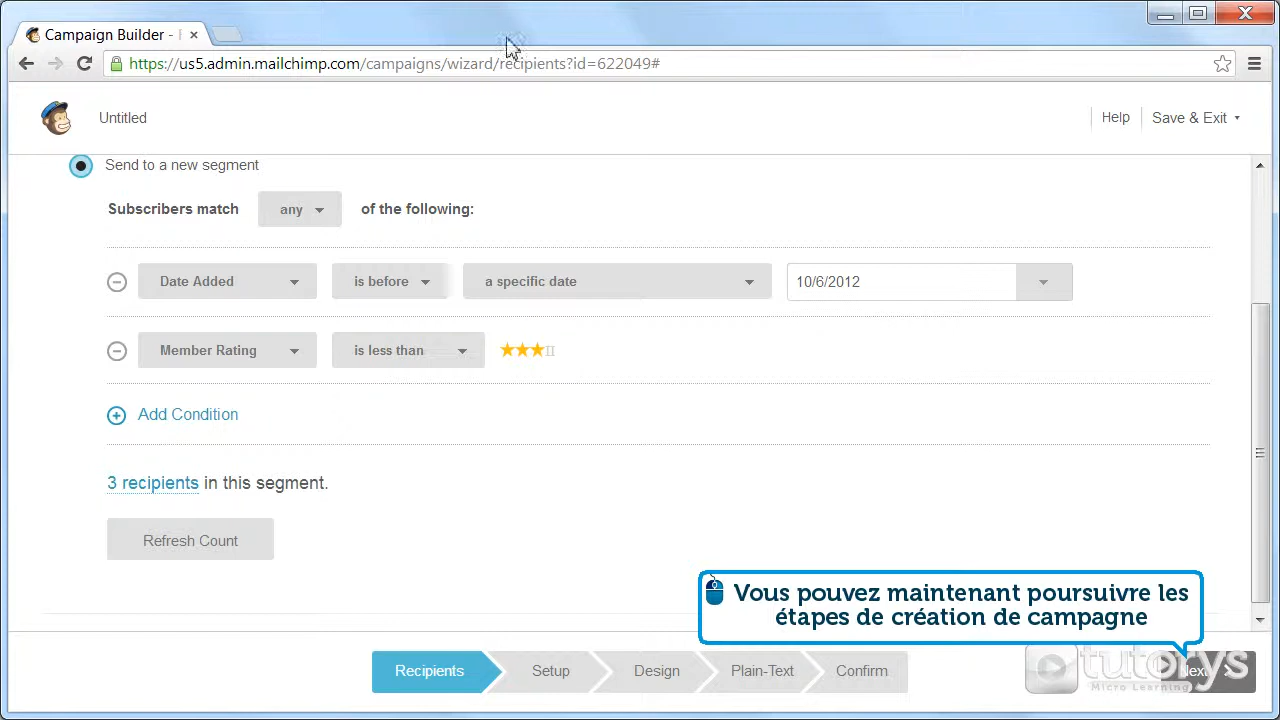 Campaign Builder -
https://us5.admin.mailchimp.com/campaigns/wizard/recipients?id=622049#
Untitled
Help
Save & Exit
Send to a new segment
Subscribers match any of the following:
Date Added is before a specific date 10/6/2012
Member Rating is less than
Add Condition
3 recipients in this segment.
Refresh Count
Vous pouvez maintenant poursuivre les
étapes de création de campagne
Recipients Setup Design Plain-Text Confirm Next
tutorys
Micro Learning